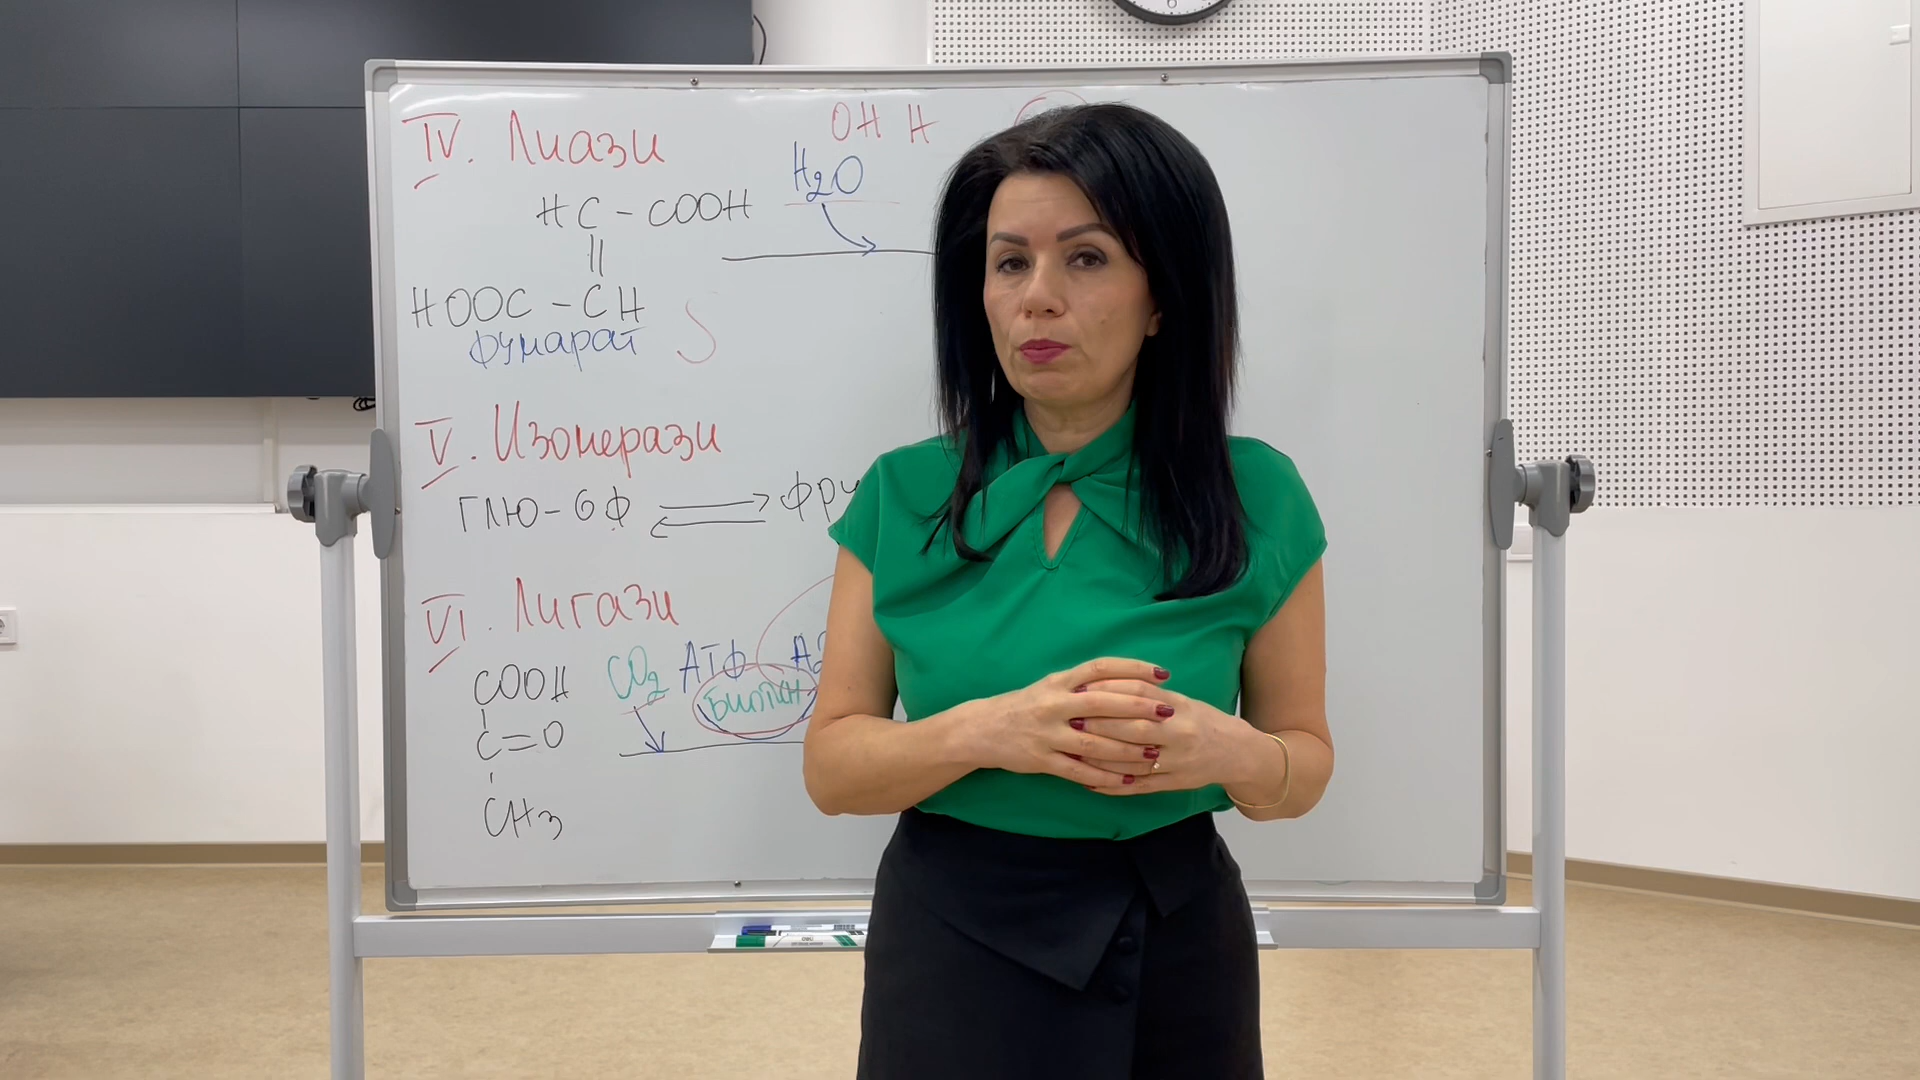 IV. Лиази
OH H
H2O
HC - COOH
||
HOOC - CH
фумарат S
V. Изомерази
глю-6ф ⇌ фру
VI. Лигази
COOH CO2 АТФ
биотин
C=O
CH3